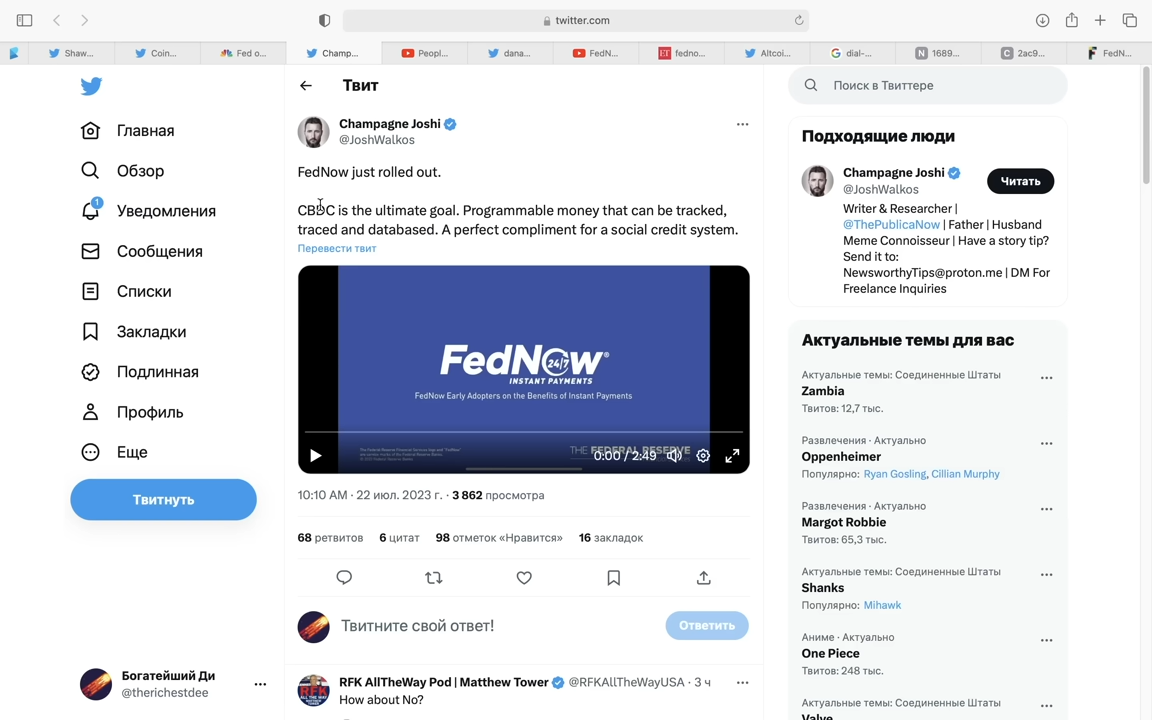 twitter.com
Shaw...
Coin...
Fed o...
Champ...
Peopl...
dana...
FedN...
ET
fedno...
Altcoi...
G
dial-...
N
1689...
C
2ac9...
FedN...
Главная
Обзор
1
Уведомления
Сообщения
Списки
Закладки
Подлинная
Профиль
Еще
Твитнуть
Богатейший Ди
@therichestdee
Твит
Champagne Joshi
@JoshWalkos
FedNow just rolled out.
CBDC is the ultimate goal. Programmable money that can be tracked,
traced and databased. A perfect compliment for a social credit system.
Перевести твит
FedNow®
24/7
INSTANT PAYMENTS
FedNow Early Adopters on the Benefits of Instant Payments
THE FEDERAL RESERVE
0:00 / 2:49
10:10 AM · 22 июл. 2023 г. · 3 862 просмотра
68 ретвитов 6 цитат 98 отметок «Нравится» 16 закладок
Твитните свой ответ!
Ответить
RFK AllTheWay Pod | Matthew Tower @RFKAllTheWayUSA · 3 ч
How about No?
Поиск в Твиттере
Подходящие люди
Champagne Joshi
@JoshWalkos
Читать
Writer & Researcher |
@ThePublicaNow | Father | Husband
Meme Connoisseur | Have a story tip?
Send it to:
NewsworthyTips@proton.me | DM For
Freelance Inquiries
Актуальные темы для вас
Актуальные темы: Соединенные Штаты
Zambia
Твитов: 12,7 тыс.
Развлечения · Актуально
Oppenheimer
Популярно: Ryan Gosling, Cillian Murphy
Развлечения · Актуально
Margot Robbie
Твитов: 65,3 тыс.
Актуальные темы: Соединенные Штаты
Shanks
Популярно: Mihawk
Аниме · Актуально
One Piece
Твитов: 248 тыс.
Актуальные темы: Соединенные Штаты
Valve